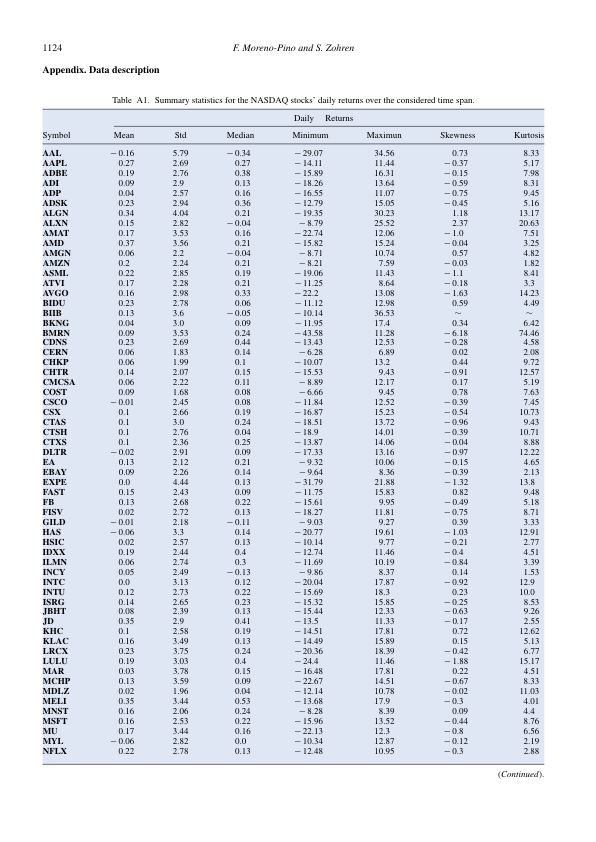 1124 F. Moreno-Pino and S. Zohren
Appendix. Data description
Table A1. Summary statistics for the NASDAQ stocks' daily returns over the considered time span.
Daily Returns
Symbol Mean Std Median Minimum Maximun Skewness Kurtosis
AAL −0.16 5.79 −0.34 −29.07 34.56 0.73 8.33
AAPL 0.27 2.69 0.27 −14.11 11.44 −0.37 5.17
ADBE 0.19 2.76 0.38 −15.89 16.31 −0.15 7.98
ADI 0.09 2.9 0.13 −18.26 13.64 −0.59 8.31
ADP 0.04 2.57 0.16 −16.55 11.07 −0.75 9.45
ADSK 0.23 2.94 0.36 −12.79 15.05 −0.45 5.16
ALGN 0.34 4.04 0.21 −19.35 30.23 1.18 13.17
ALXN 0.15 2.82 −0.04 −8.79 25.52 2.37 20.63
AMAT 0.17 3.53 0.16 −22.74 12.06 −1.0 7.51
AMD 0.37 3.56 0.21 −15.82 15.24 −0.04 3.25
AMGN 0.06 2.2 −0.04 −8.71 10.74 0.57 4.82
AMZN 0.2 2.24 0.21 −8.21 7.59 −0.03 1.82
ASML 0.22 2.85 0.19 −19.06 11.43 −1.1 8.41
ATVI 0.17 2.28 0.21 −11.25 8.64 −0.18 3.3
AVGO 0.16 2.98 0.33 −22.2 13.08 −1.63 14.23
BIDU 0.23 2.78 0.06 −11.12 12.98 0.59 4.49
BIIB 0.13 3.6 −0.05 −10.14 36.53 ~ ~
BKNG 0.04 3.0 0.09 −11.95 17.4 0.34 6.42
BMRN 0.09 3.53 0.24 −43.58 11.28 −6.18 74.46
CDNS 0.23 2.69 0.44 −13.43 12.53 −0.28 4.58
CERN 0.06 1.83 0.14 −6.28 6.89 0.02 2.08
CHKP 0.06 1.99 0.1 −10.07 13.2 0.44 9.72
CHTR 0.14 2.07 0.15 −15.53 9.43 −0.91 12.57
CMCSA 0.06 2.22 0.11 −8.89 12.17 0.17 5.19
COST 0.09 1.68 0.08 −6.66 9.45 0.78 7.63
CSCO −0.01 2.45 0.08 −11.84 12.52 −0.39 7.45
CSX 0.1 2.66 0.19 −16.87 15.23 −0.54 10.73
CTAS 0.1 3.0 0.24 −18.51 13.72 −0.96 9.43
CTSH 0.1 2.76 0.04 −18.9 14.01 −0.39 10.71
CTXS 0.1 2.36 0.25 −13.87 14.06 −0.04 8.88
DLTR −0.02 2.91 0.09 −17.33 13.16 −0.97 12.22
EA 0.13 2.12 0.21 −9.32 10.06 −0.15 4.65
EBAY 0.09 2.26 0.14 −9.64 8.36 −0.39 2.13
EXPE 0.0 4.44 0.13 −31.79 21.88 −1.32 13.8
FAST 0.15 2.43 0.09 −11.75 15.83 0.82 9.48
FB 0.13 2.68 0.22 −15.61 9.95 −0.49 5.18
FISV 0.02 2.72 0.13 −18.27 11.81 −0.75 8.71
GILD −0.01 2.18 −0.11 −9.03 9.27 0.39 3.33
HAS −0.06 3.3 0.14 −20.77 19.61 −1.03 12.91
HSIC 0.02 2.57 0.13 −10.14 9.77 −0.21 2.77
IDXX 0.19 2.44 0.4 −12.74 11.46 −0.4 4.51
ILMN 0.06 2.74 0.3 −11.69 10.19 −0.84 3.39
INCY 0.05 2.49 −0.13 −9.86 8.37 0.14 1.53
INTC 0.0 3.13 0.12 −20.04 17.87 −0.92 12.9
INTU 0.12 2.73 0.22 −15.69 18.3 0.23 10.0
ISRG 0.14 2.65 0.23 −15.32 15.85 −0.25 8.53
JBHT 0.08 2.39 0.13 −15.44 12.33 −0.63 9.26
JD 0.35 2.9 0.41 −13.5 11.33 −0.17 2.55
KHC 0.1 2.58 0.19 −14.51 17.81 0.72 12.62
KLAC 0.16 3.49 0.13 −14.49 15.89 0.15 5.13
LRCX 0.23 3.75 0.24 −20.36 18.39 −0.42 6.77
LULU 0.19 3.03 0.4 −24.4 11.46 −1.88 15.17
MAR 0.03 3.78 0.15 −16.48 17.81 0.22 4.51
MCHP 0.13 3.59 0.09 −22.67 14.51 −0.67 8.33
MDLZ 0.02 1.96 0.04 −12.14 10.78 −0.02 11.03
MELI 0.35 3.44 0.53 −13.68 17.9 −0.3 4.01
MNST 0.16 2.06 0.24 −8.28 8.39 0.09 4.4
MSFT 0.16 2.53 0.22 −15.96 13.52 −0.44 8.76
MU 0.17 3.44 0.16 −22.13 12.3 −0.8 6.56
MYL −0.06 2.82 0.0 −10.34 12.87 −0.12 2.19
NFLX 0.22 2.78 0.13 −12.48 10.95 −0.3 2.88
(Continued).